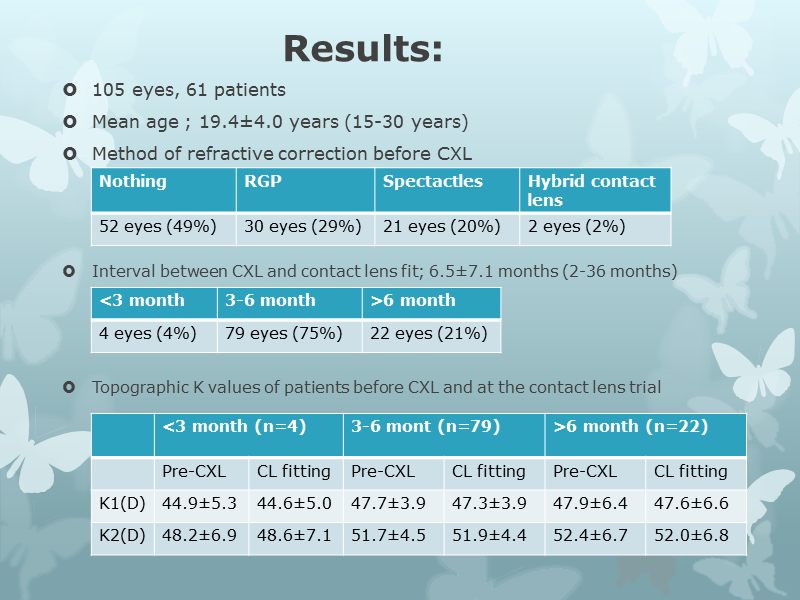 Results:
105 eyes, 61 patients
Mean age ; 19.4±4.0 years (15-30 years)
Method of refractive correction before CXL
Nothing RGP Spectactles Hybrid contact lens
52 eyes (49%) 30 eyes (29%) 21 eyes (20%) 2 eyes (2%)
Interval between CXL and contact lens fit; 6.5±7.1 months (2-36 months)
<3 month 3-6 month >6 month
4 eyes (4%) 79 eyes (75%) 22 eyes (21%)
Topographic K values of patients before CXL and at the contact lens trial
<3 month (n=4) 3-6 mont (n=79) >6 month (n=22)
Pre-CXL CL fitting Pre-CXL CL fitting Pre-CXL CL fitting
K1(D) 44.9±5.3 44.6±5.0 47.7±3.9 47.3±3.9 47.9±6.4 47.6±6.6
K2(D) 48.2±6.9 48.6±7.1 51.7±4.5 51.9±4.4 52.4±6.7 52.0±6.8